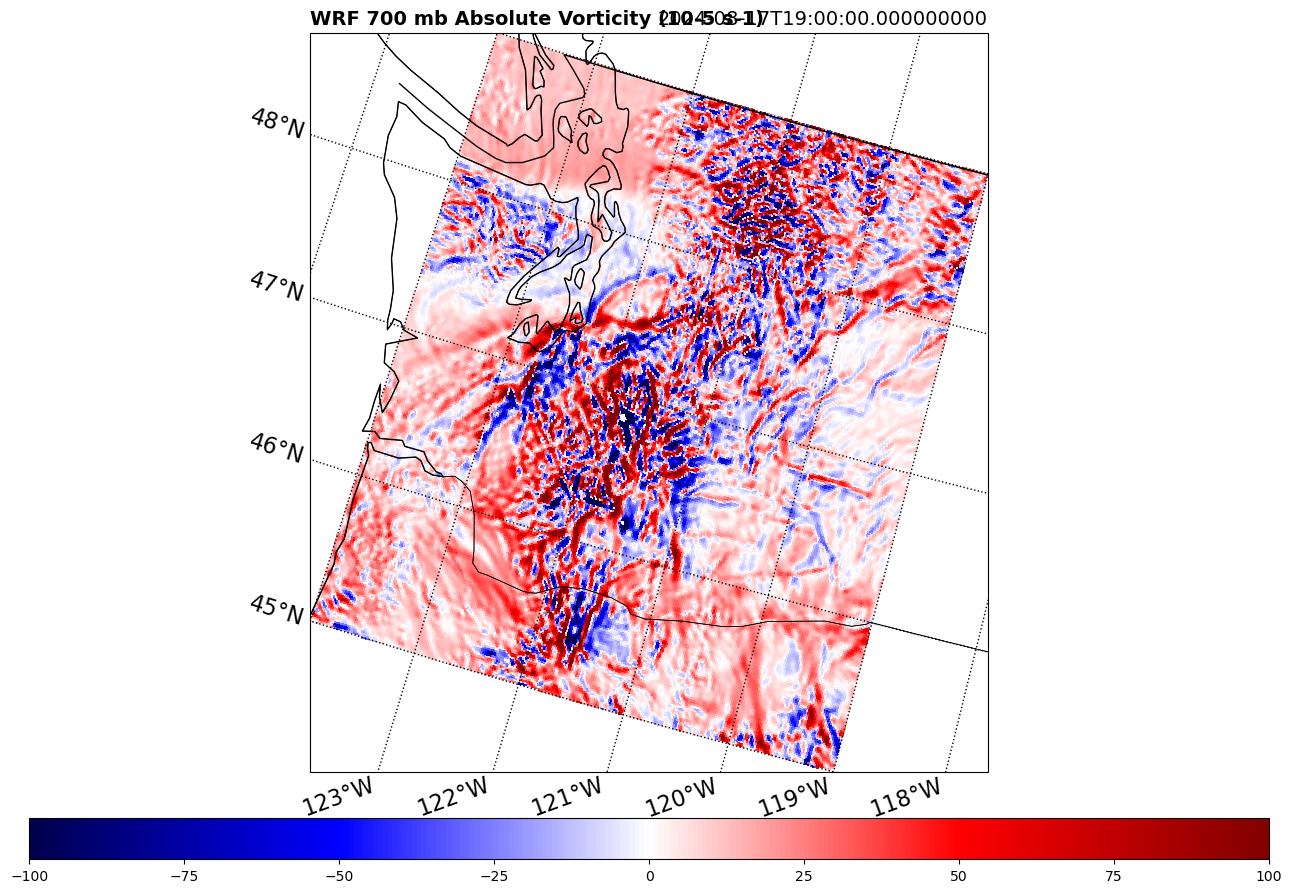 WRF 700 mb Absolute Vorticity (10-5 s-1)
17T19:00:00.000000000
48°N
47°N
46°N
45°N
123°W 122°W 121°W 120°W 119°W 118°W
−100 −75 −50 −25 0 25 50 75 100